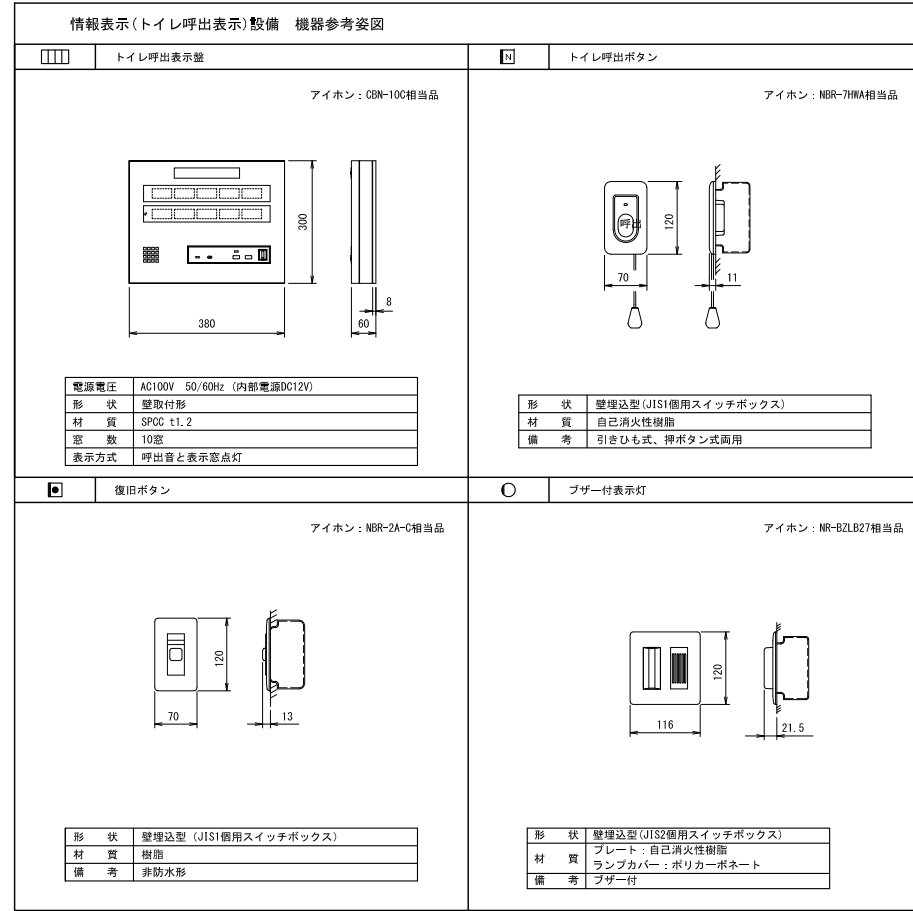 情報表示(トイレ呼出表示)設備　機器参考姿図
トイレ呼出表示盤
アイホン：CBN-10C相当品
300
380
8
60
電源電圧 AC100V　50/60Hz (内部電源DC12V)
形　状 壁取付形
材　質 SPCC t1.2
窓　数 10窓
表示方式 呼出音と表示窓点灯
N トイレ呼出ボタン
アイホン：NBR-7HWA相当品
呼出
120
70
11
形　状 壁埋込型(JIS1個用スイッチボックス)
材　質 自己消火性樹脂
備　考 引きひも式、押ボタン式両用
復旧ボタン
アイホン：NBR-2A-C相当品
120
70
13
形　状 壁埋込型 (JIS1個用スイッチボックス)
材　質 樹脂
備　考 非防水形
ブザー付表示灯
アイホン：NR-BZLB27相当品
120
116
21.5
形　状 壁埋込型(JIS2個用スイッチボックス)
材　質 プレート：自己消火性樹脂
ランプカバー：ポリカーボネート
備　考 ブザー付